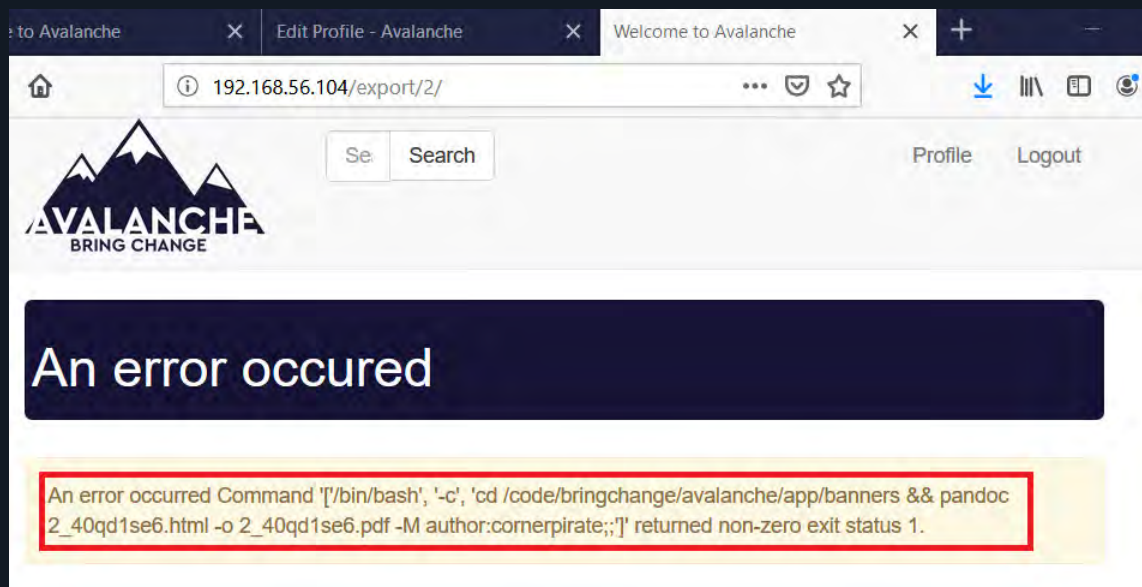 e to Avalanche
Edit Profile - Avalanche
Welcome to Avalanche
192.168.56.104/export/2/
Se
Search
Profile
Logout
AVALANCHE
BRING CHANGE
An error occured
An error occurred Command '['/bin/bash', '-c', 'cd /code/bringchange/avalanche/app/banners && pandoc
2_40qd1se6.html -o 2_40qd1se6.pdf -M author:cornerpirate;;']' returned non-zero exit status 1.